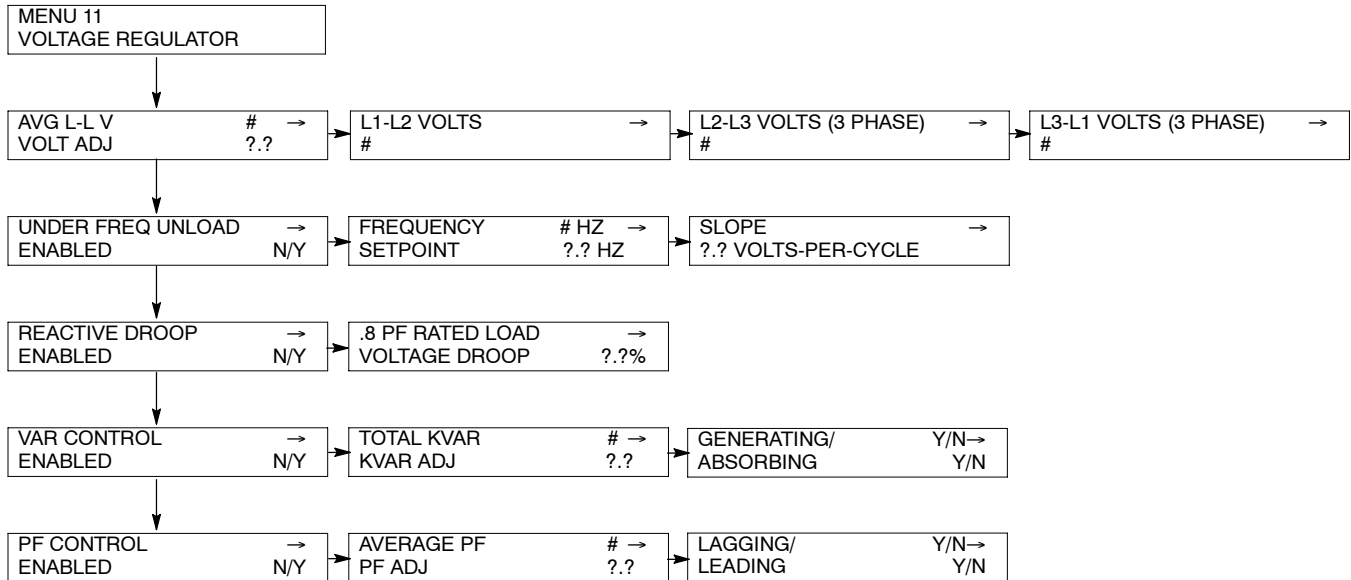 MENU 11
VOLTAGE REGULATOR
AVG L-L V # →
VOLT ADJ ?.?
L1-L2 VOLTS →
#
L2-L3 VOLTS (3 PHASE) →
#
L3-L1 VOLTS (3 PHASE) →
#
UNDER FREQ UNLOAD →
ENABLED N/Y
FREQUENCY # HZ →
SETPOINT ?.? HZ
SLOPE →
?.? VOLTS-PER-CYCLE
REACTIVE DROOP →
ENABLED N/Y
.8 PF RATED LOAD →
VOLTAGE DROOP ?.?%
VAR CONTROL →
ENABLED N/Y
TOTAL KVAR # →
KVAR ADJ ?.?
GENERATING/ Y/N→
ABSORBING Y/N
PF CONTROL →
ENABLED N/Y
AVERAGE PF # →
PF ADJ ?.?
LAGGING/ Y/N→
LEADING Y/N